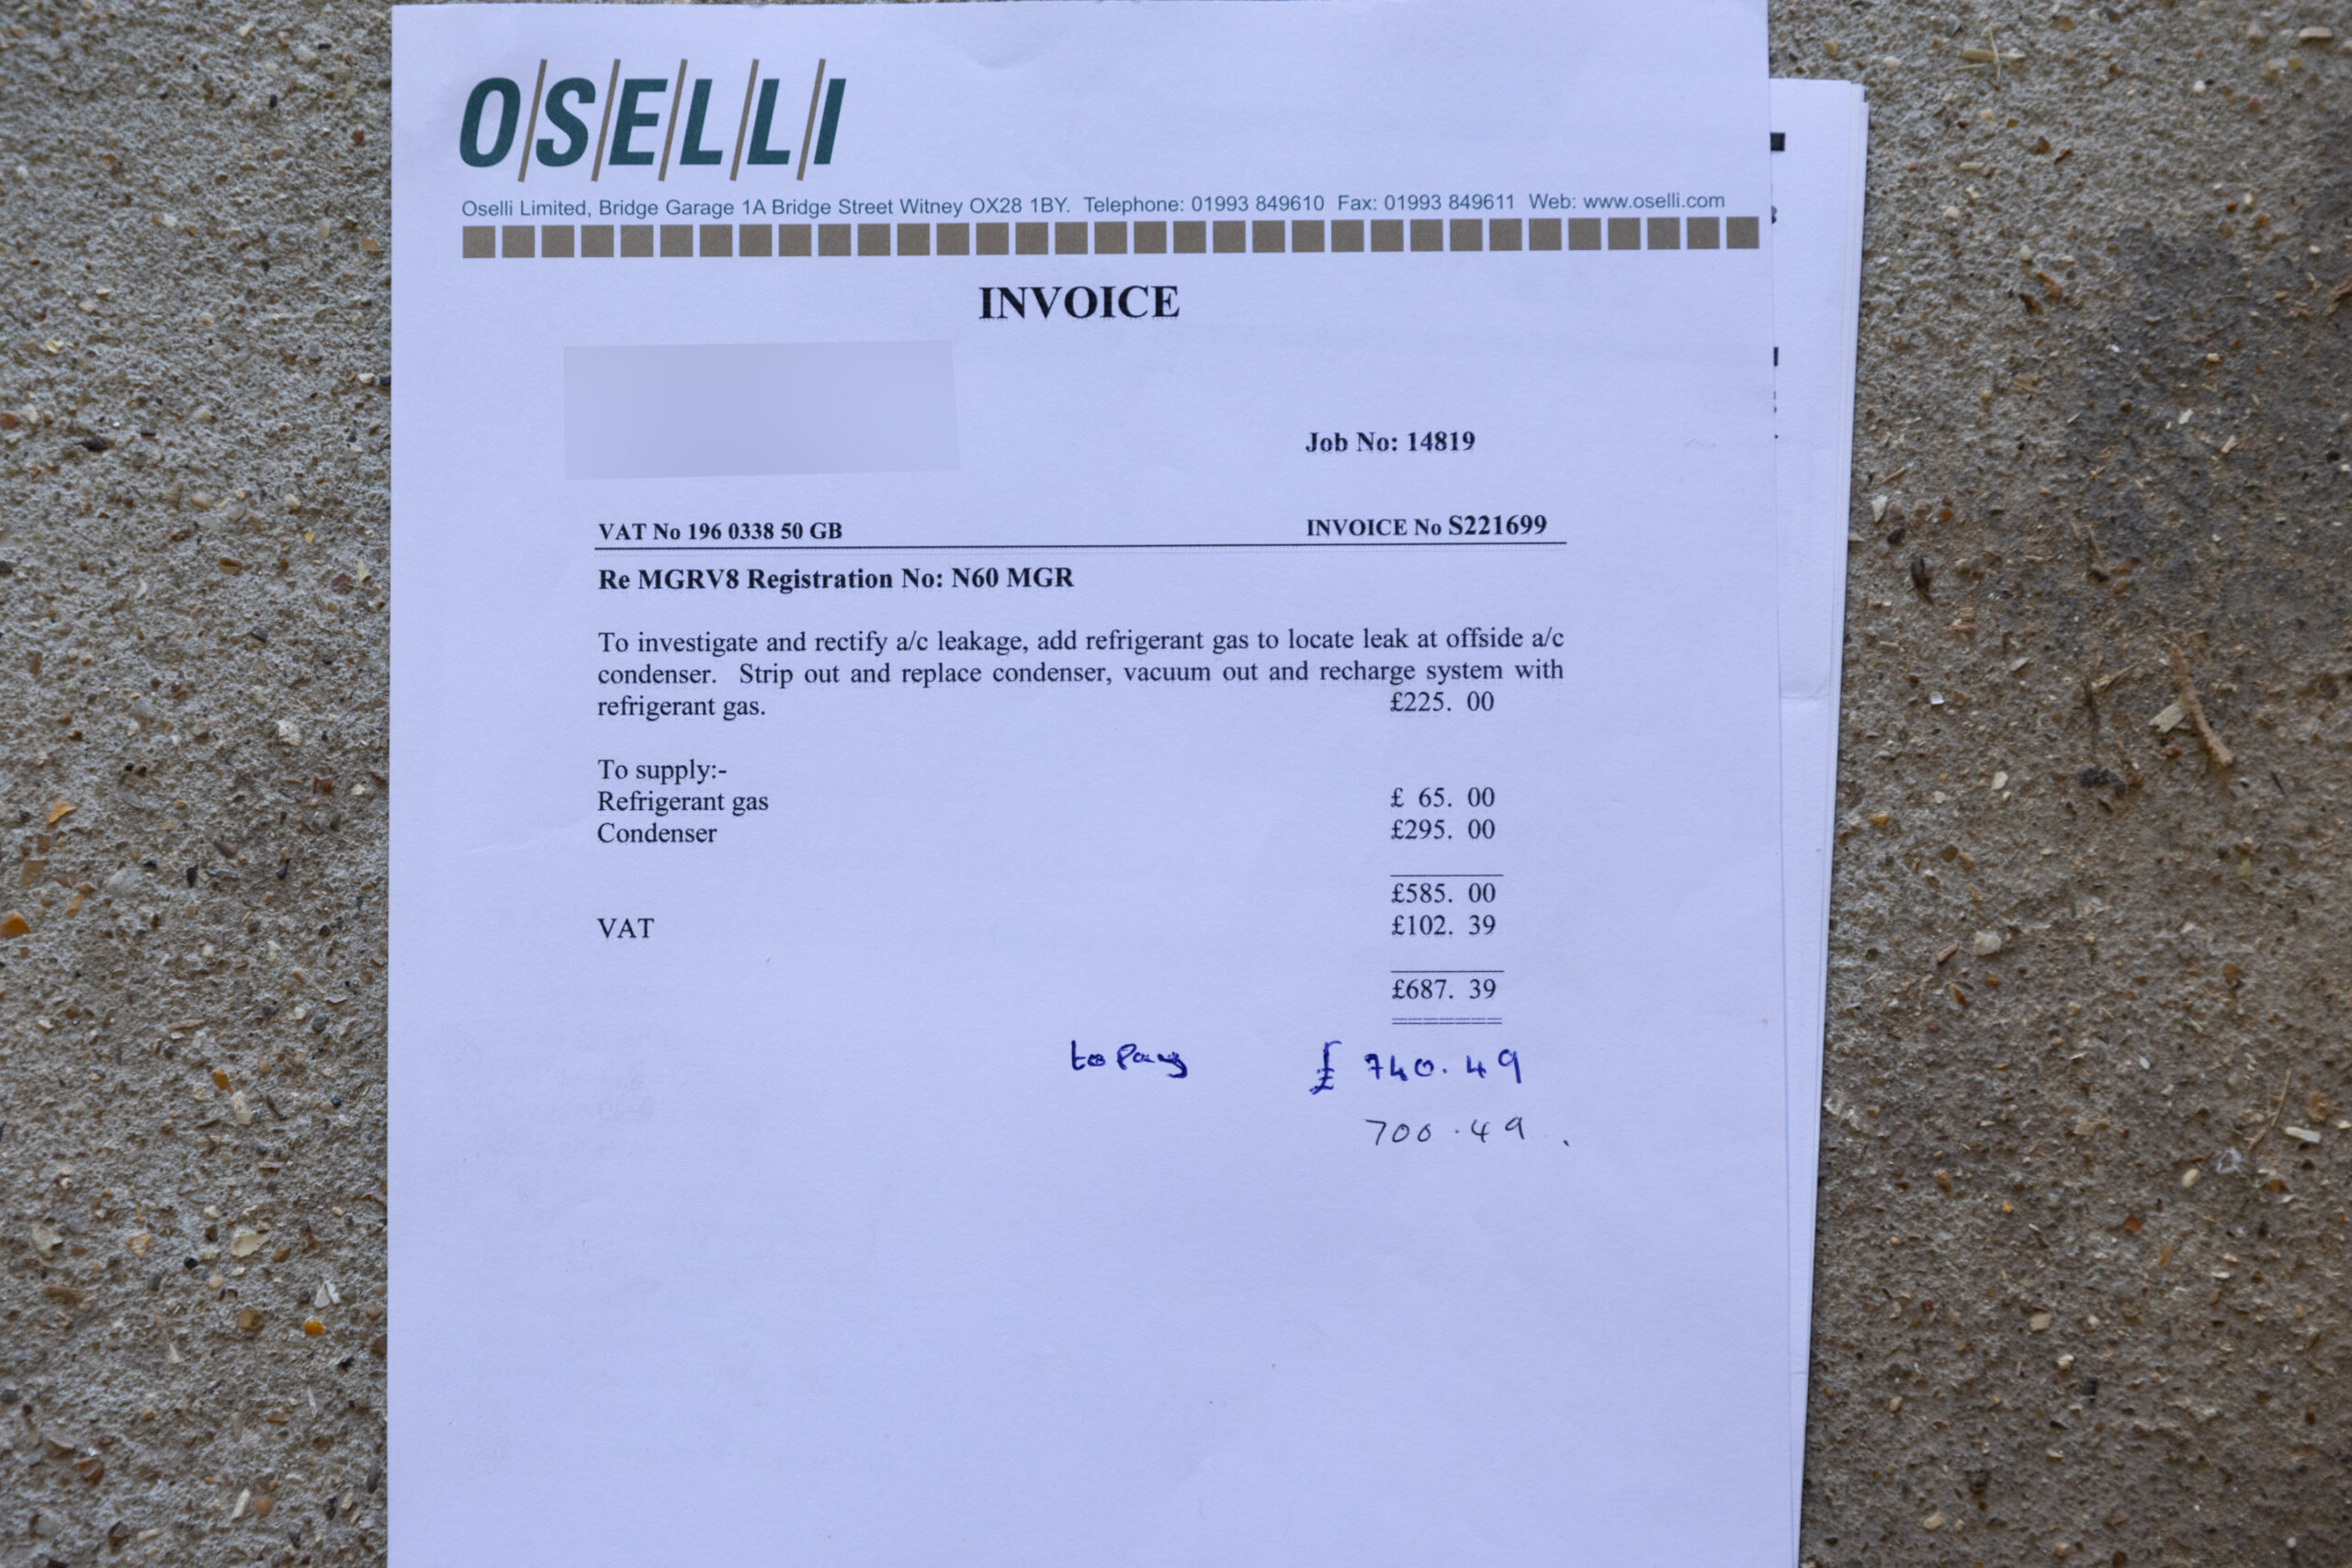 OSELLI
Oselli Limited, Bridge Garage 1A Bridge Street Witney OX28 1BY. Telephone: 01993 849610 Fax: 01993 849611 Web: www.oselli.com
INVOICE
Job No: 14819
VAT No 196 0338 50 GB INVOICE No S221699
Re MGRV8 Registration No: N60 MGR
To investigate and rectify a/c leakage, add refrigerant gas to locate leak at offside a/c
condenser. Strip out and replace condenser, vacuum out and recharge system with
refrigerant gas. £225. 00
To supply:-
Refrigerant gas £ 65. 00
Condenser £295. 00
£585. 00
VAT £102. 39
£687. 39
to Pay £ 740.49
700.49.